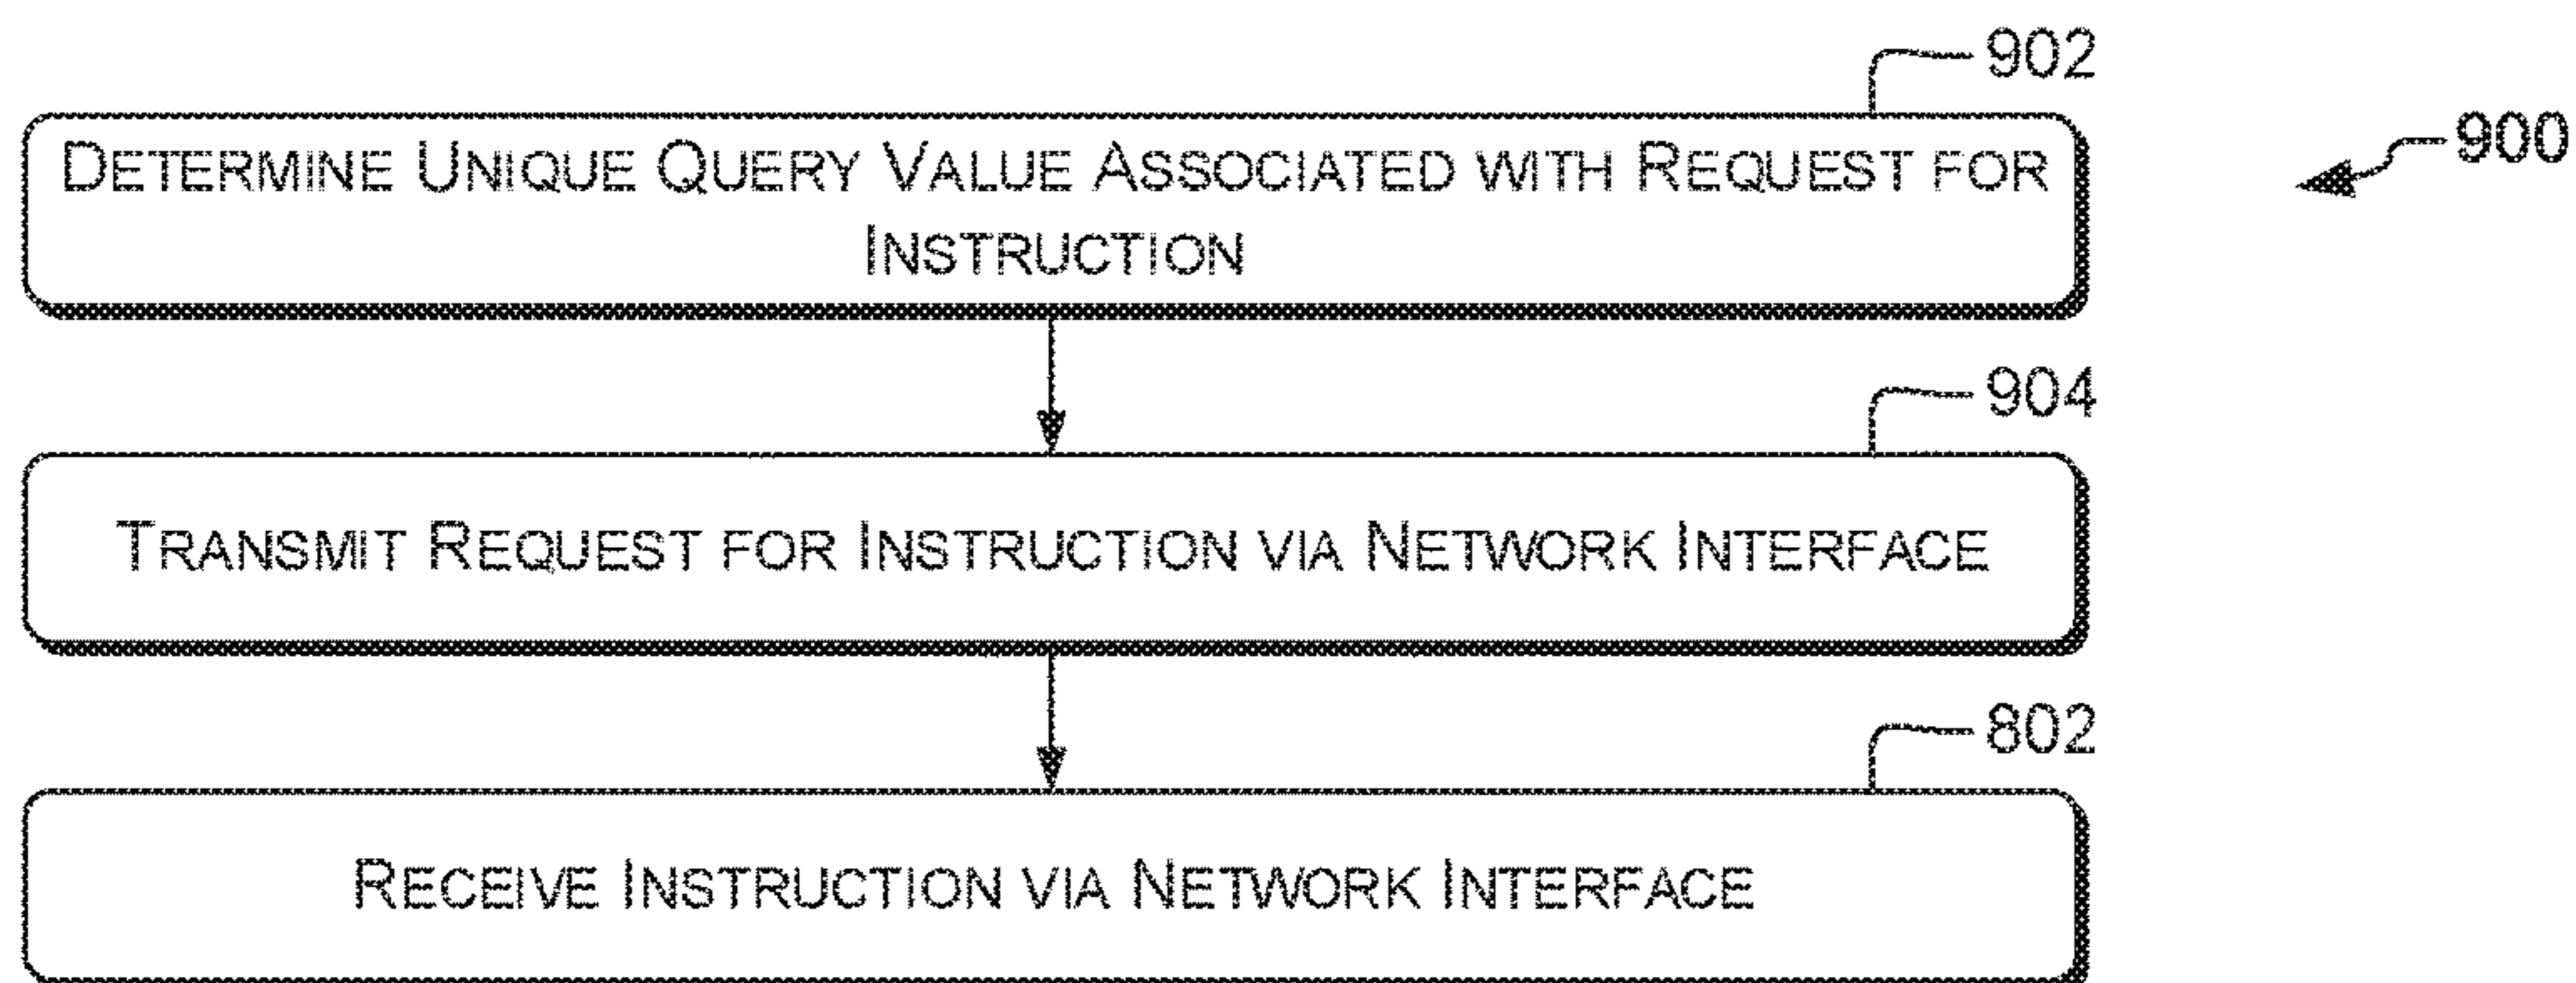 902
900
DETERMINE UNIQUE QUERY VALUE ASSOCIATED WITH REQUEST FOR
INSTRUCTION
904
TRANSMIT REQUEST FOR INSTRUCTION VIA NETWORK INTERFACE
802
RECEIVE INSTRUCTION VIA NETWORK INTERFACE